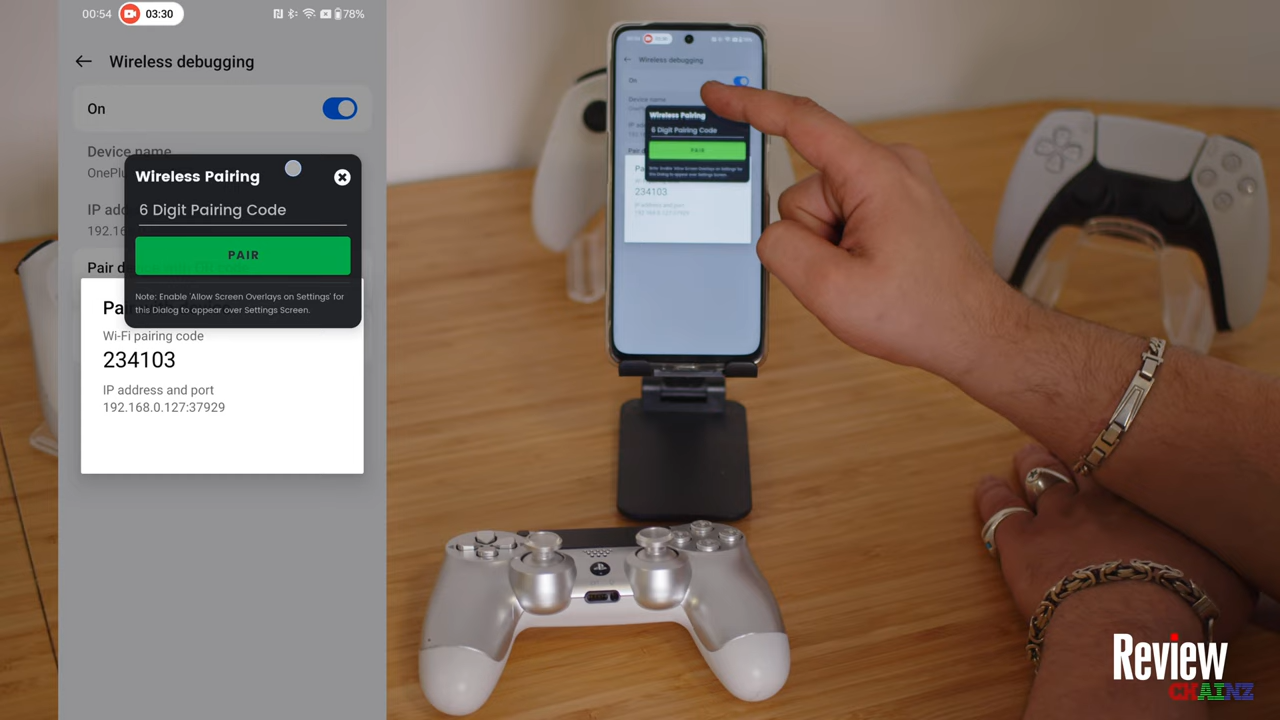 00:54
03:30
78%
Wireless debugging
On
Device name
OnePlu
IP add
192.16
Wireless Pairing
6 Digit Pairing Code
PAIR
Note: Enable 'Allow Screen Overlays on Settings' for
this Dialog to appear over Settings Screen.
Wi-Fi pairing code
234103
IP address and port
192.168.0.127:37929
Wireless debugging
On
Device name
Wireless Pairing
6 Digit Pairing Code
PAIR
234103
Review
CHAINZ